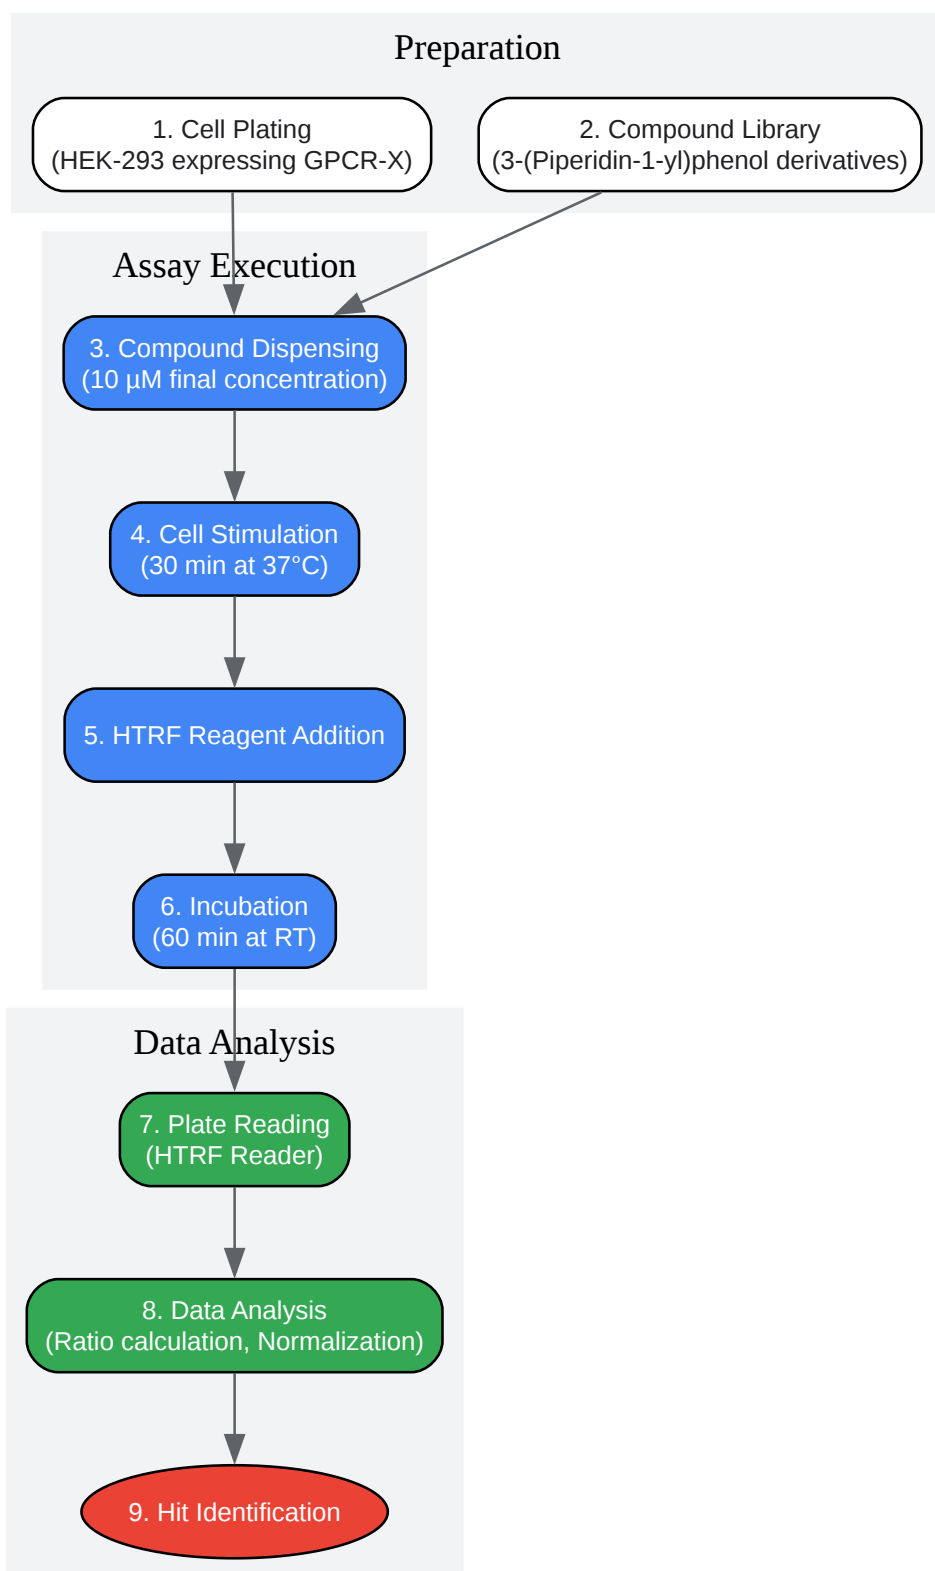 Preparation
1. Cell Plating
(HEK-293 expressing GPCR-X)
2. Compound Library
(3-(Piperidin-1-yl)phenol derivatives)
Assay Execution
3. Compound Dispensing
(10 µM final concentration)
4. Cell Stimulation
(30 min at 37°C)
5. HTRF Reagent Addition
6. Incubation
(60 min at RT)
Data Analysis
7. Plate Reading
(HTRF Reader)
8. Data Analysis
(Ratio calculation, Normalization)
9. Hit Identification